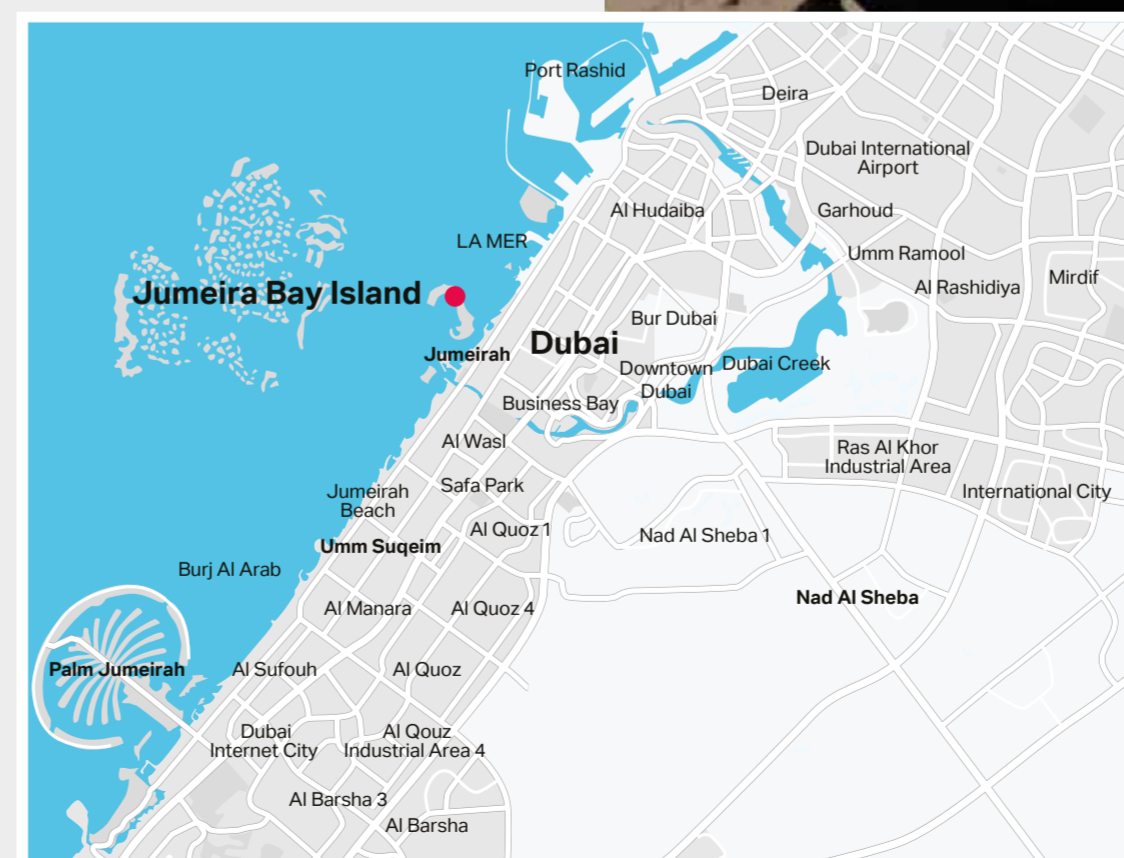 Port Rashid
Deira
Dubai International
Airport
Al Hudaiba
Garhoud
LA MER
Umm Ramool
Mirdif
Al Rashidiya
Jumeira Bay Island
Bur Dubai
Dubai
Jumeirah
Downtown
Dubai
Dubai Creek
Business Bay
Al Wasl
Ras Al Khor
Industrial Area
Safa Park
Jumeirah
Beach
International City
Al Quoz 1
Nad Al Sheba 1
Umm Suqeim
Burj Al Arab
Nad Al Sheba
Al Manara
Al Quoz 4
Palm Jumeirah
Al Sufouh
Al Quoz
Dubai
Internet City
Al Qouz
Industrial Area 4
Al Barsha 3
Al Barsha